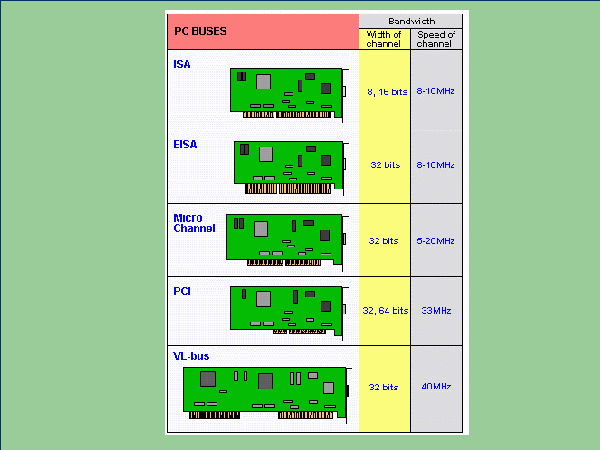 PC BUSES
Bandwidth
Width of
channel
Speed of
channel
ISA
8, 16 bits
8-10MHz
EISA
32 bits
8-10MHz
Micro
Channel
32 bits
5-20MHz
PCI
32, 64 bits
33MHz
VL-bus
32 bits
40MHz